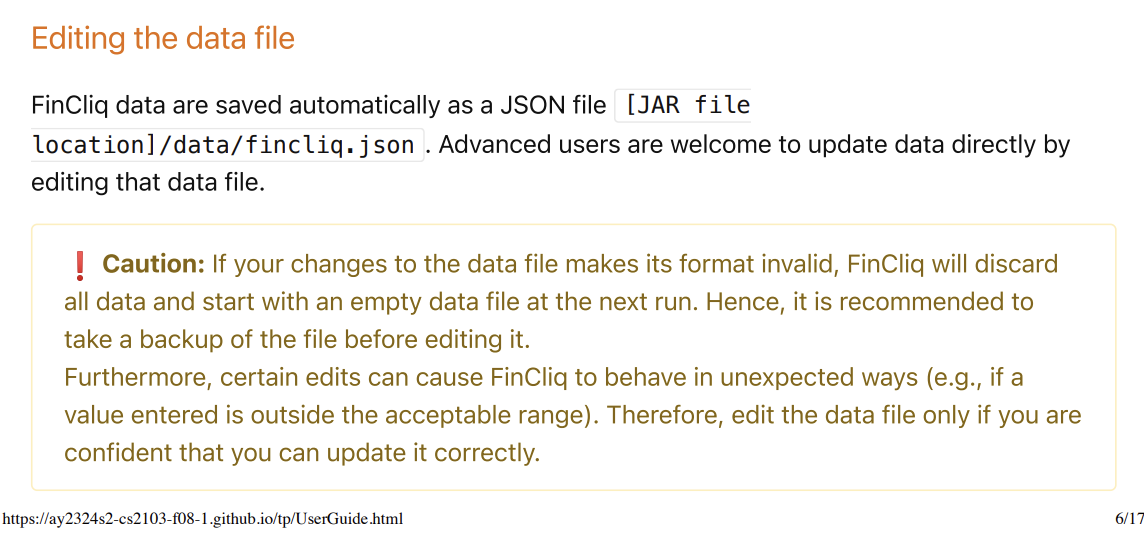 Editing the data file
FinCliq data are saved automatically as a JSON file [JAR file
location]/data/fincliq.json. Advanced users are welcome to update data directly by
editing that data file.
❗ Caution: If your changes to the data file makes its format invalid, FinCliq will discard
all data and start with an empty data file at the next run. Hence, it is recommended to
take a backup of the file before editing it.
Furthermore, certain edits can cause FinCliq to behave in unexpected ways (e.g., if a
value entered is outside the acceptable range). Therefore, edit the data file only if you are
confident that you can update it correctly.
https://ay2324s2-cs2103-f08-1.github.io/tp/UserGuide.html 6/17